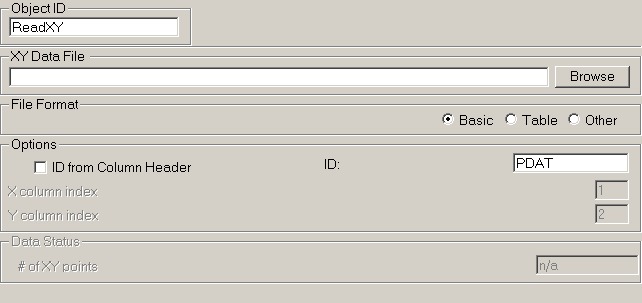 Object ID
ReadXY
XY Data File
Browse
File Format
Basic Table Other
Options
ID from Column Header ID: PDAT
X column index 1
Y column index 2
Data Status
# of XY points n/a